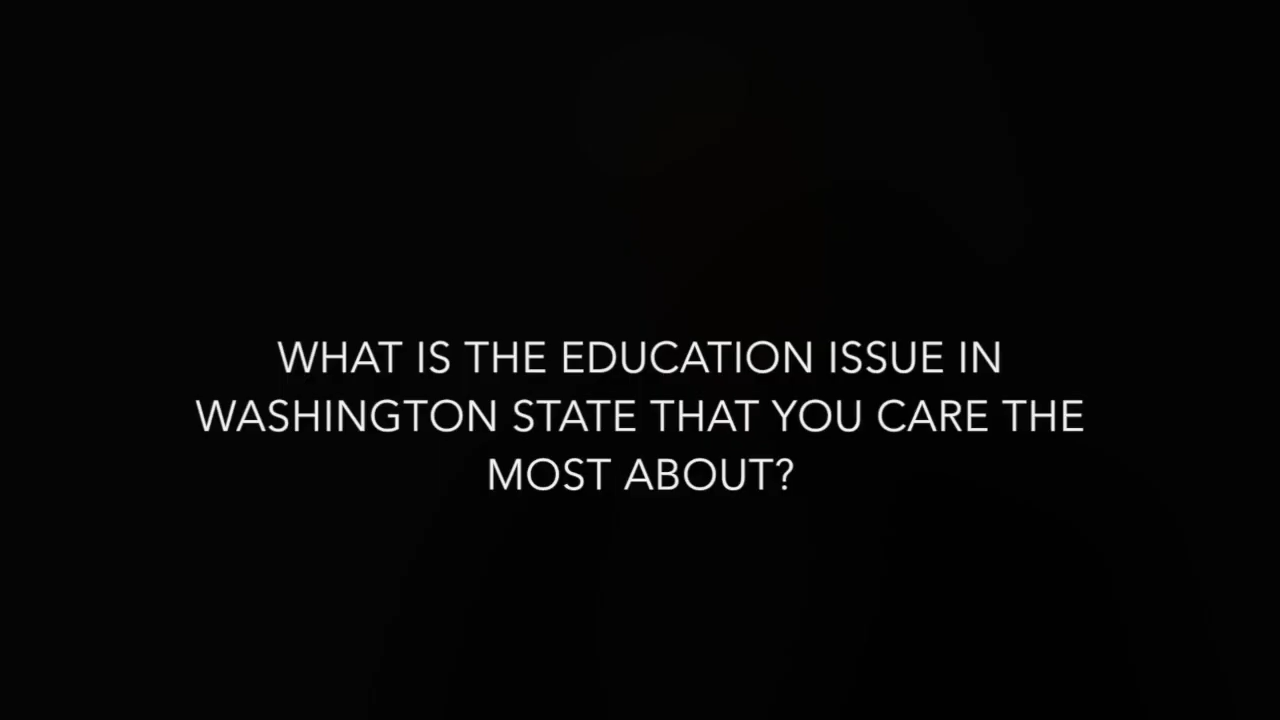 WHAT IS THE EDUCATION ISSUE IN
WASHINGTON STATE THAT YOU CARE THE
MOST ABOUT?